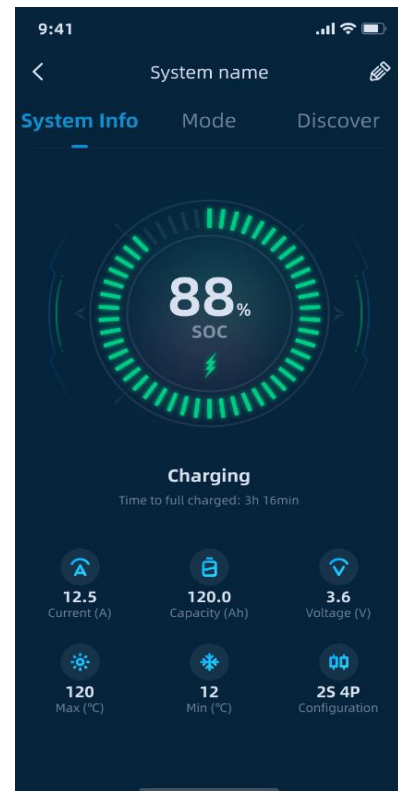 9:41
System name
System Info Mode Discover
88%
SOC
Charging
Time to full charged: 3h 16min
12.5 120.0 3.6
Current (A) Capacity (Ah) Voltage (V)
120 12 2S 4P
Max (℃) Min (℃) Configuration